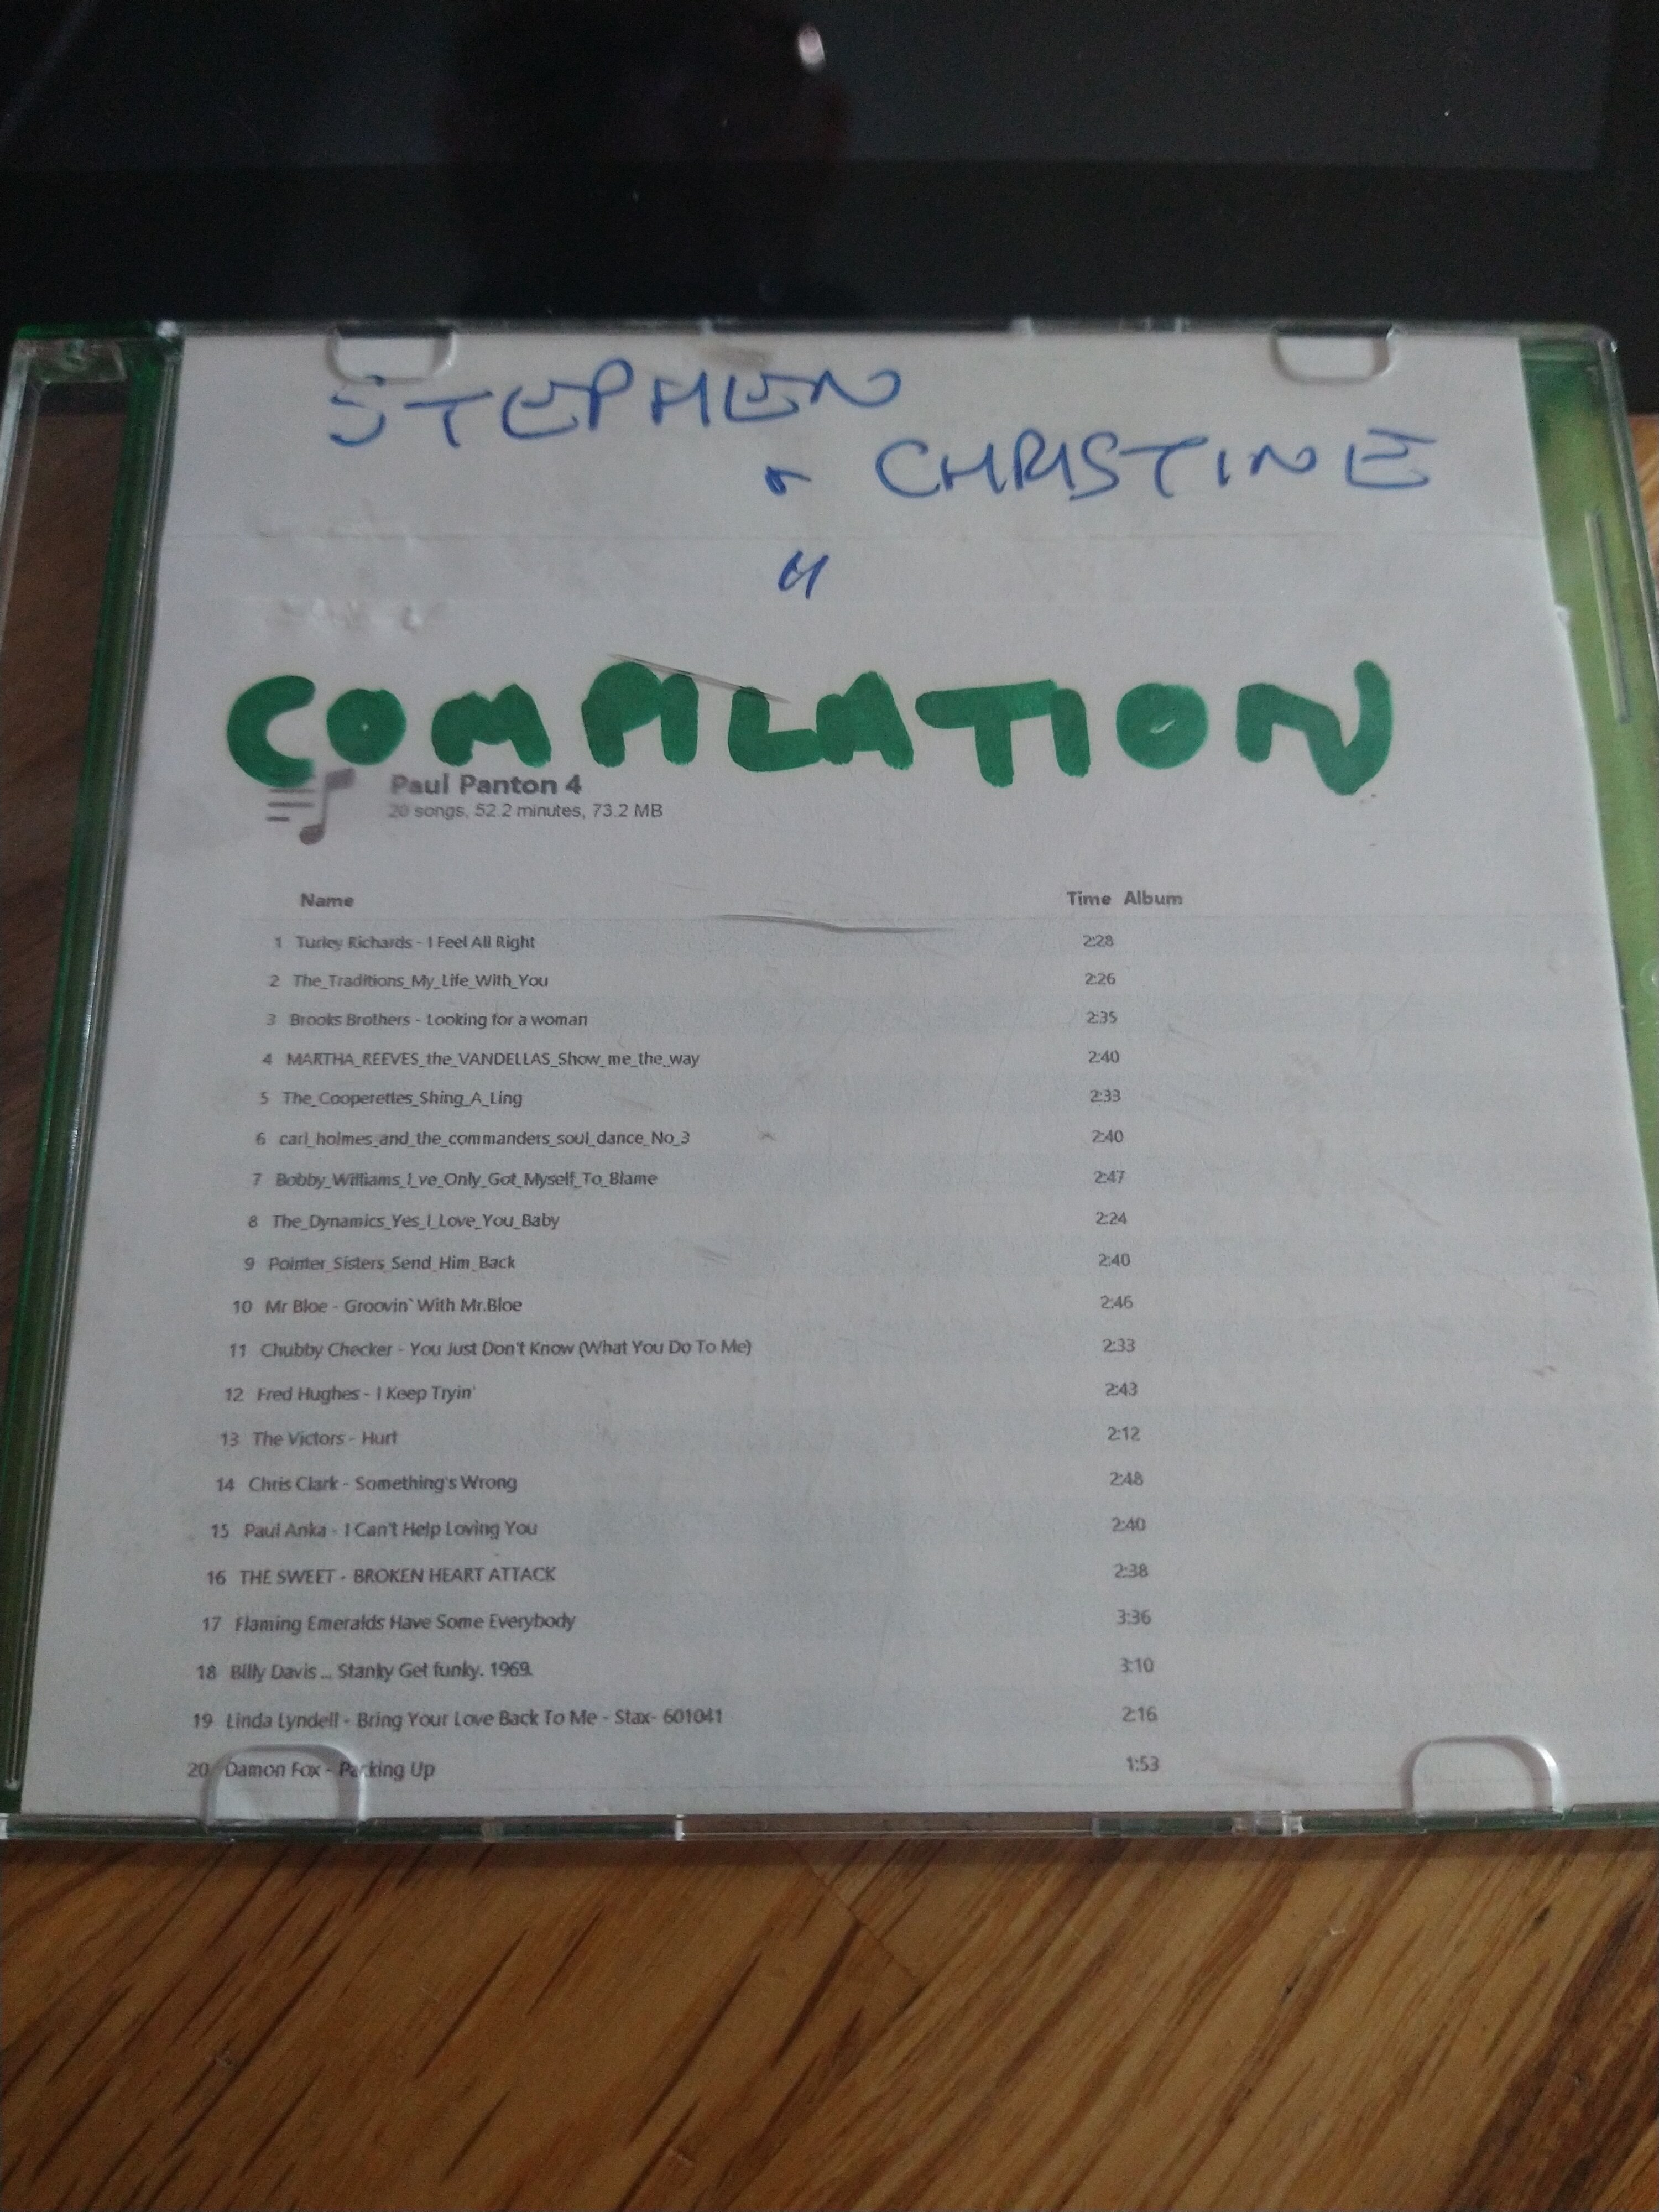 STEPHEN
& CHRISTINE
4
COMPILATION
Paul Panton 4
20 songs, 52.2 minutes, 73.2 MB
Name Time Album
1 Turley Richards - I Feel All Right 2:28
2 The_Traditions_My_Life_With_You 2:26
3 Brooks Brothers - Looking for a woman 2:35
4 MARTHA_REEVES_the_VANDELLAS_Show_me_the_way 2:40
5 The_Cooperettes_Shing_A_Ling 2:33
6 carl_holmes_and_the_commanders_soul_dance_No_3 2:40
7 Bobby_Williams_I_ve_Only_Got_Myself_To_Blame 2:47
8 The_Dynamics_Yes_I_Love_You_Baby 2:24
9 Pointer_Sisters_Send_Him_Back 2:40
10 Mr Bloe - Groovin` With Mr.Bloe 2:46
11 Chubby Checker - You Just Don't Know (What You Do To Me) 2:33
12 Fred Hughes - I Keep Tryin' 2:43
13 The Victors - Hurt 2:12
14 Chris Clark - Something's Wrong 2:48
15 Paul Anka - I Can't Help Loving You 2:40
16 THE SWEET - BROKEN HEART ATTACK 2:38
17 Flaming Emeralds Have Some Everybody 3:36
18 Billy Davis ... Stanky Get funky. 1969. 3:10
19 Linda Lyndell - Bring Your Love Back To Me - Stax- 601041 2:16
20 Damon Fox - Packing Up 1:53